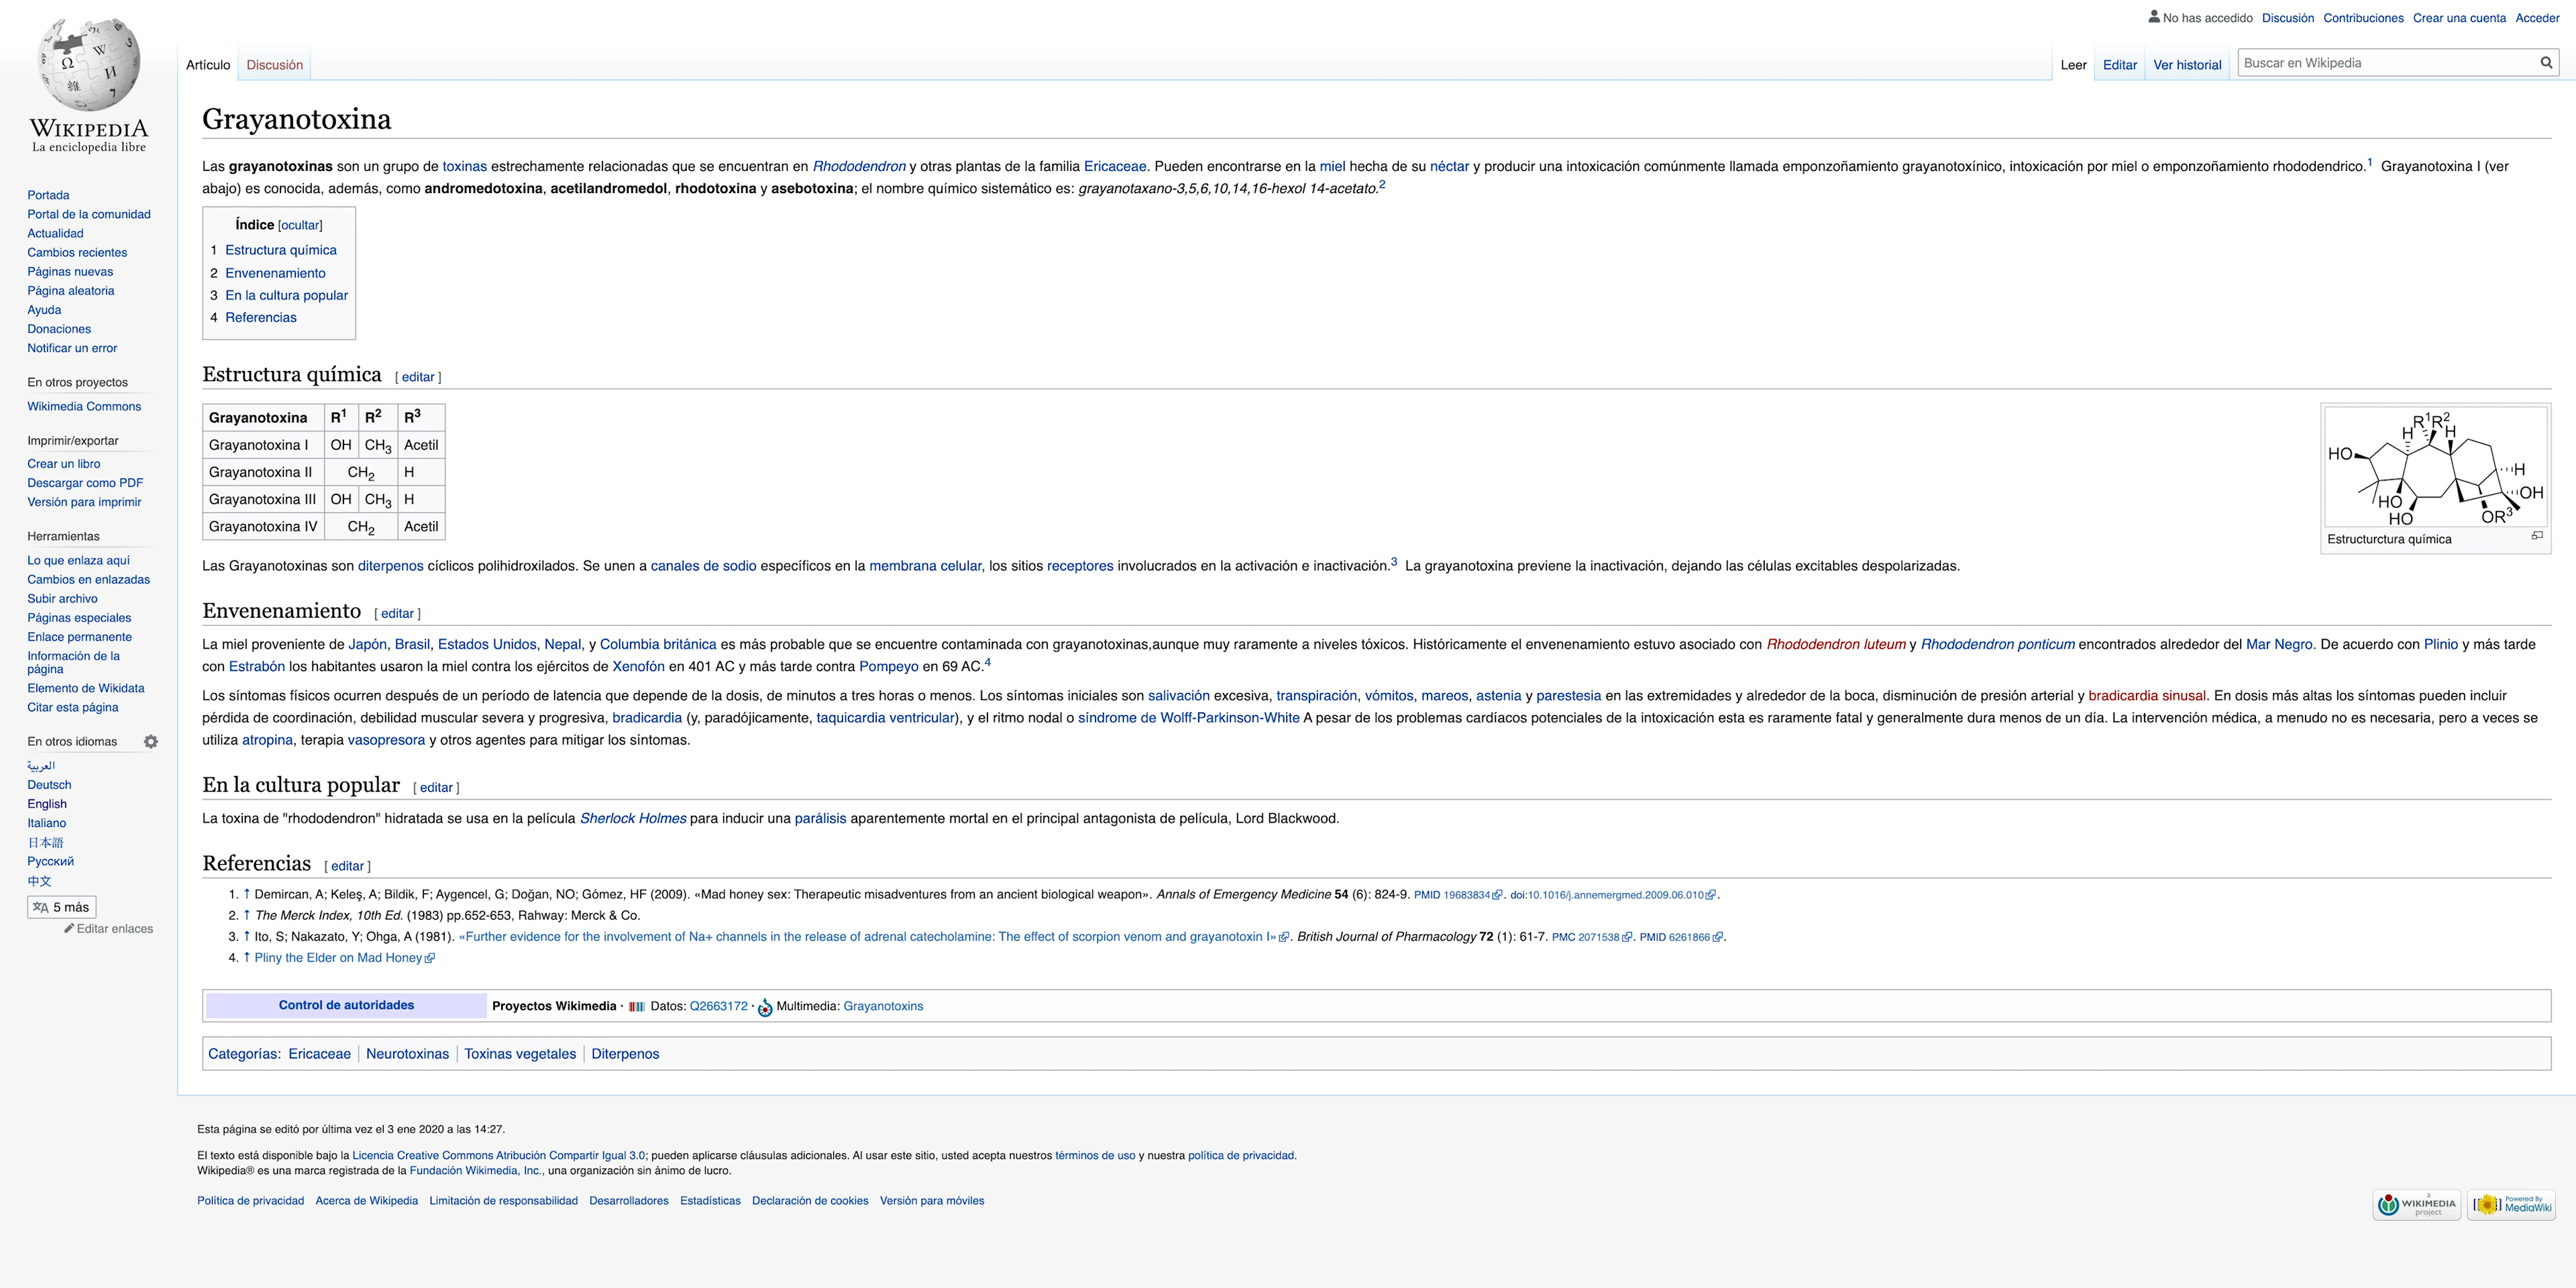 No has accedido Discusión Contribuciones Crear una cuenta Acceder
WIKIPEDIA
La enciclopedia libre
Artículo Discusión
Leer Editar Ver historial Buscar en Wikipedia
Portada
Portal de la comunidad
Actualidad
Cambios recientes
Páginas nuevas
Página aleatoria
Ayuda
Donaciones
Notificar un error
En otros proyectos
Wikimedia Commons
Imprimir/exportar
Crear un libro
Descargar como PDF
Versión para imprimir
Herramientas
Lo que enlaza aquí
Cambios en enlazadas
Subir archivo
Páginas especiales
Enlace permanente
Información de la
página
Elemento de Wikidata
Citar esta página
En otros idiomas
العربية
Deutsch
English
Italiano
日本語
Русский
中文
5 más
Editar enlaces
Grayanotoxina
Las grayanotoxinas son un grupo de toxinas estrechamente relacionadas que se encuentran en Rhododendron y otras plantas de la familia Ericaceae. Pueden encontrarse en la miel hecha de su néctar y producir una intoxicación comúnmente llamada emponzoñamiento grayanotoxínico, intoxicación por miel o emponzoñamiento rhododendrico.1 Grayanotoxina I (ver
abajo) es conocida, además, como andromedotoxina, acetilandromedol, rhodotoxina y asebotoxina; el nombre químico sistemático es: grayanotaxano-3,5,6,10,14,16-hexol 14-acetato.2
Índice [ocultar]
1 Estructura química
2 Envenenamiento
3 En la cultura popular
4 Referencias
Estructura química [ editar ]
Grayanotoxina R1 R2 R3
Grayanotoxina I OH CH3 Acetil
Grayanotoxina II CH2 H
Grayanotoxina III OH CH3 H
Grayanotoxina IV CH2 Acetil
R1R2
H H
HO
H
HO OH
HO OR3
Estructurctura química
Las Grayanotoxinas son diterpenos cíclicos polihidroxilados. Se unen a canales de sodio específicos en la membrana celular, los sitios receptores involucrados en la activación e inactivación.3 La grayanotoxina previene la inactivación, dejando las células excitables despolarizadas.
Envenenamiento [ editar ]
La miel proveniente de Japón, Brasil, Estados Unidos, Nepal, y Columbia británica es más probable que se encuentre contaminada con grayanotoxinas,aunque muy raramente a niveles tóxicos. Históricamente el envenenamiento estuvo asociado con Rhododendron luteum y Rhododendron ponticum encontrados alrededor del Mar Negro. De acuerdo con Plinio y más tarde
con Estrabón los habitantes usaron la miel contra los ejércitos de Xenofón en 401 AC y más tarde contra Pompeyo en 69 AC.4
Los síntomas físicos ocurren después de un período de latencia que depende de la dosis, de minutos a tres horas o menos. Los síntomas iniciales son salivación excesiva, transpiración, vómitos, mareos, astenia y parestesia en las extremidades y alrededor de la boca, disminución de presión arterial y bradicardia sinusal. En dosis más altas los síntomas pueden incluir
pérdida de coordinación, debilidad muscular severa y progresiva, bradicardia (y, paradójicamente, taquicardia ventricular), y el ritmo nodal o síndrome de Wolff-Parkinson-White A pesar de los problemas cardíacos potenciales de la intoxicación esta es raramente fatal y generalmente dura menos de un día. La intervención médica, a menudo no es necesaria, pero a veces se
utiliza atropina, terapia vasopresora y otros agentes para mitigar los síntomas.
En la cultura popular [ editar ]
La toxina de "rhododendron" hidratada se usa en la película Sherlock Holmes para inducir una parálisis aparentemente mortal en el principal antagonista de película, Lord Blackwood.
Referencias [ editar ]
1. ↑ Demircan, A; Keleş, A; Bildik, F; Aygencel, G; Doğan, NO; Gómez, HF (2009). «Mad honey sex: Therapeutic misadventures from an ancient biological weapon». Annals of Emergency Medicine 54 (6): 824-9. PMID 19683834. doi:10.1016/j.annemergmed.2009.06.010.
2. ↑ The Merck Index, 10th Ed. (1983) pp.652-653, Rahway: Merck & Co.
3. ↑ Ito, S; Nakazato, Y; Ohga, A (1981). «Further evidence for the involvement of Na+ channels in the release of adrenal catecholamine: The effect of scorpion venom and grayanotoxin I». British Journal of Pharmacology 72 (1): 61-7. PMC 2071538. PMID 6261866.
4. ↑ Pliny the Elder on Mad Honey
Control de autoridades Proyectos Wikimedia · Datos: Q2663172 · Multimedia: Grayanotoxins
Categorías: Ericaceae Neurotoxinas Toxinas vegetales Diterpenos
Esta página se editó por última vez el 3 ene 2020 a las 14:27.
El texto está disponible bajo la Licencia Creative Commons Atribución Compartir Igual 3.0; pueden aplicarse cláusulas adicionales. Al usar este sitio, usted acepta nuestros términos de uso y nuestra política de privacidad.
Wikipedia® es una marca registrada de la Fundación Wikimedia, Inc., una organización sin ánimo de lucro.
Política de privacidad Acerca de Wikipedia Limitación de responsabilidad Desarrolladores Estadísticas Declaración de cookies Versión para móviles
a WIKIMEDIA project
Powered By MediaWiki